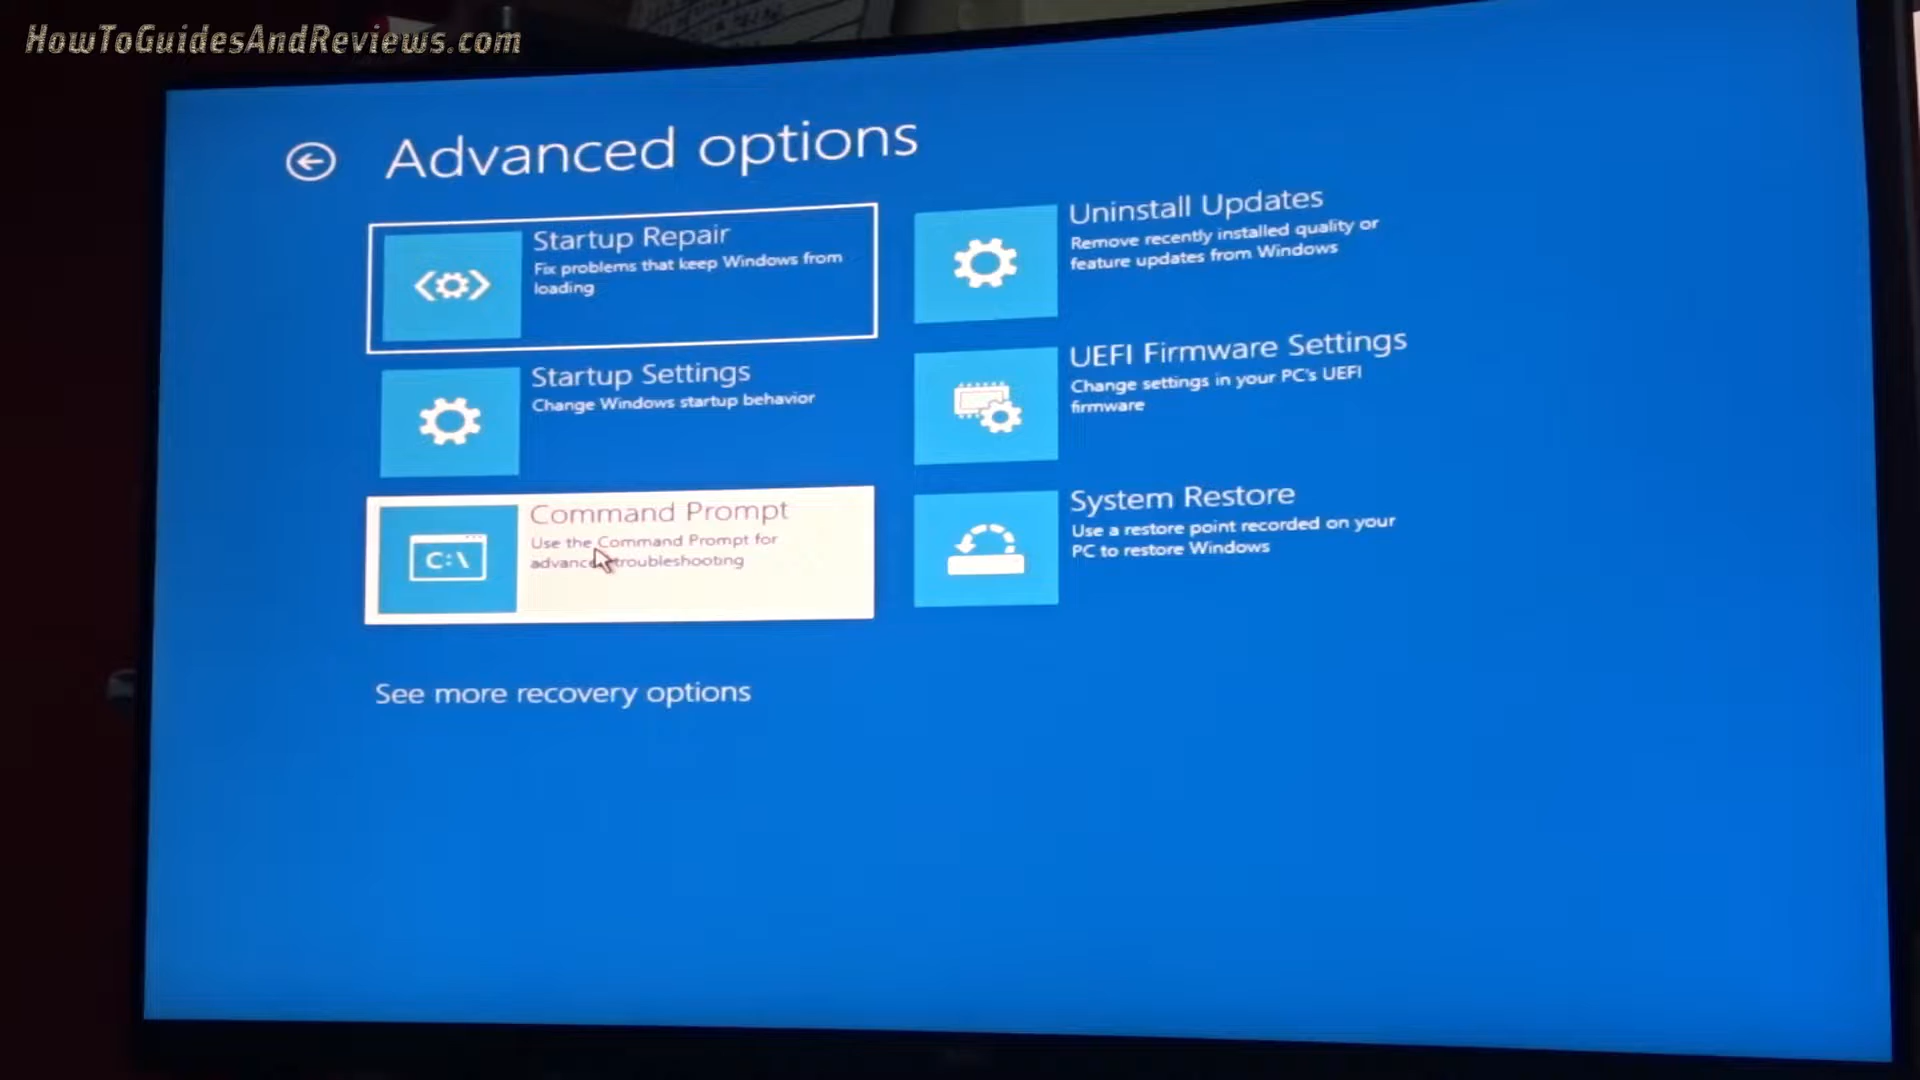 HowToGuidesAndReviews.com
Advanced options
Startup Repair
Fix problems that keep Windows from
loading
Startup Settings
Change Windows startup behavior
Command Prompt
Use the Command Prompt for
advanced troubleshooting
See more recovery options
Uninstall Updates
Remove recently installed quality or
feature updates from Windows
UEFI Firmware Settings
Change settings in your PC's UEFI
firmware
System Restore
Use a restore point recorded on your
PC to restore Windows
C:\